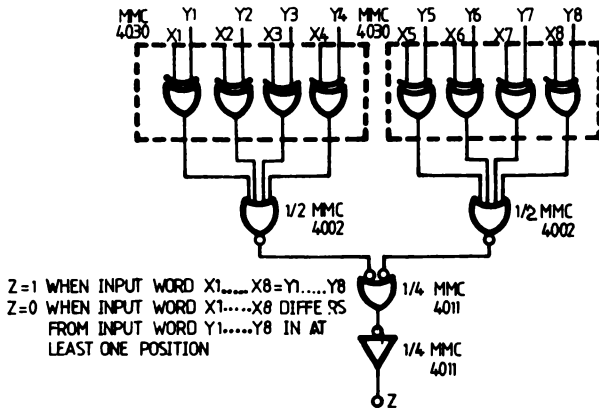 MMC 4030
Y1 Y2 Y3 Y4
X1 X2 X3 X4
MMC 4030
Y5 Y6 Y7 Y8
X5 X6 X7 X8
1/2 MMC
4002
1/2 MMC
4002
Z=1 WHEN INPUT WORD X1.....X8=Y1.....Y8
Z=0 WHEN INPUT WORD X1.....X8 DIFFERS
FROM INPUT WORD Y1.....Y8 IN AT
LEAST ONE POSITION
1/4 MMC
4011
1/4 MMC
4011
Z